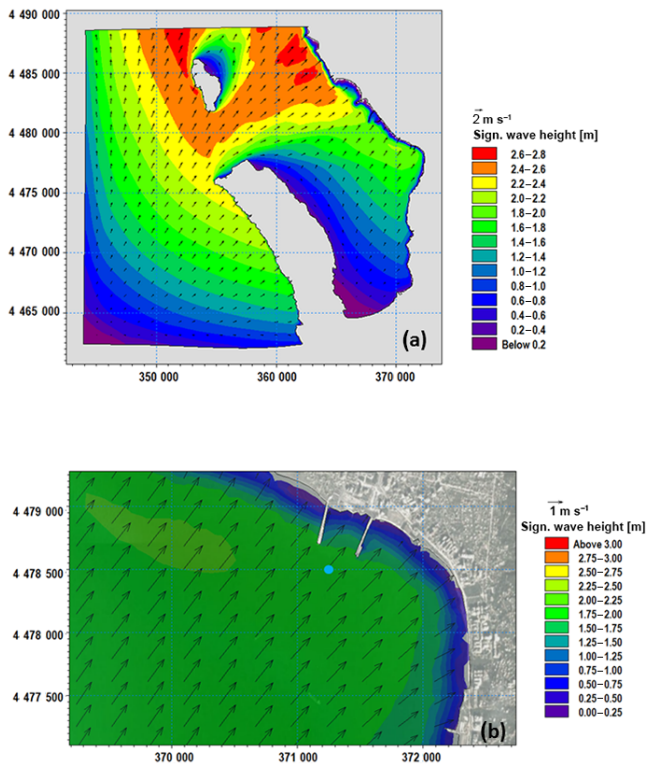 4 490 000
4 485 000
4 480 000
4 475 000
4 470 000
4 465 000
350 000
360 000
370 000
(a)
2 m s⁻¹
Sign. wave height [m]
2.6–2.8
2.4–2.6
2.2–2.4
2.0–2.2
1.8–2.0
1.6–1.8
1.4–1.6
1.2–1.4
1.0–1.2
0.8–1.0
0.6–0.8
0.4–0.6
0.2–0.4
Below 0.2
4 479 000
4 478 500
4 478 000
4 477 500
370 000
371 000
372 000
(b)
1 m s⁻¹
Sign. wave height [m]
Above 3.00
2.75–3.00
2.50–2.75
2.25–2.50
2.00–2.25
1.75–2.00
1.50–1.75
1.25–1.50
1.00–1.25
0.75–1.00
0.50–0.75
0.25–0.50
0.00–0.25